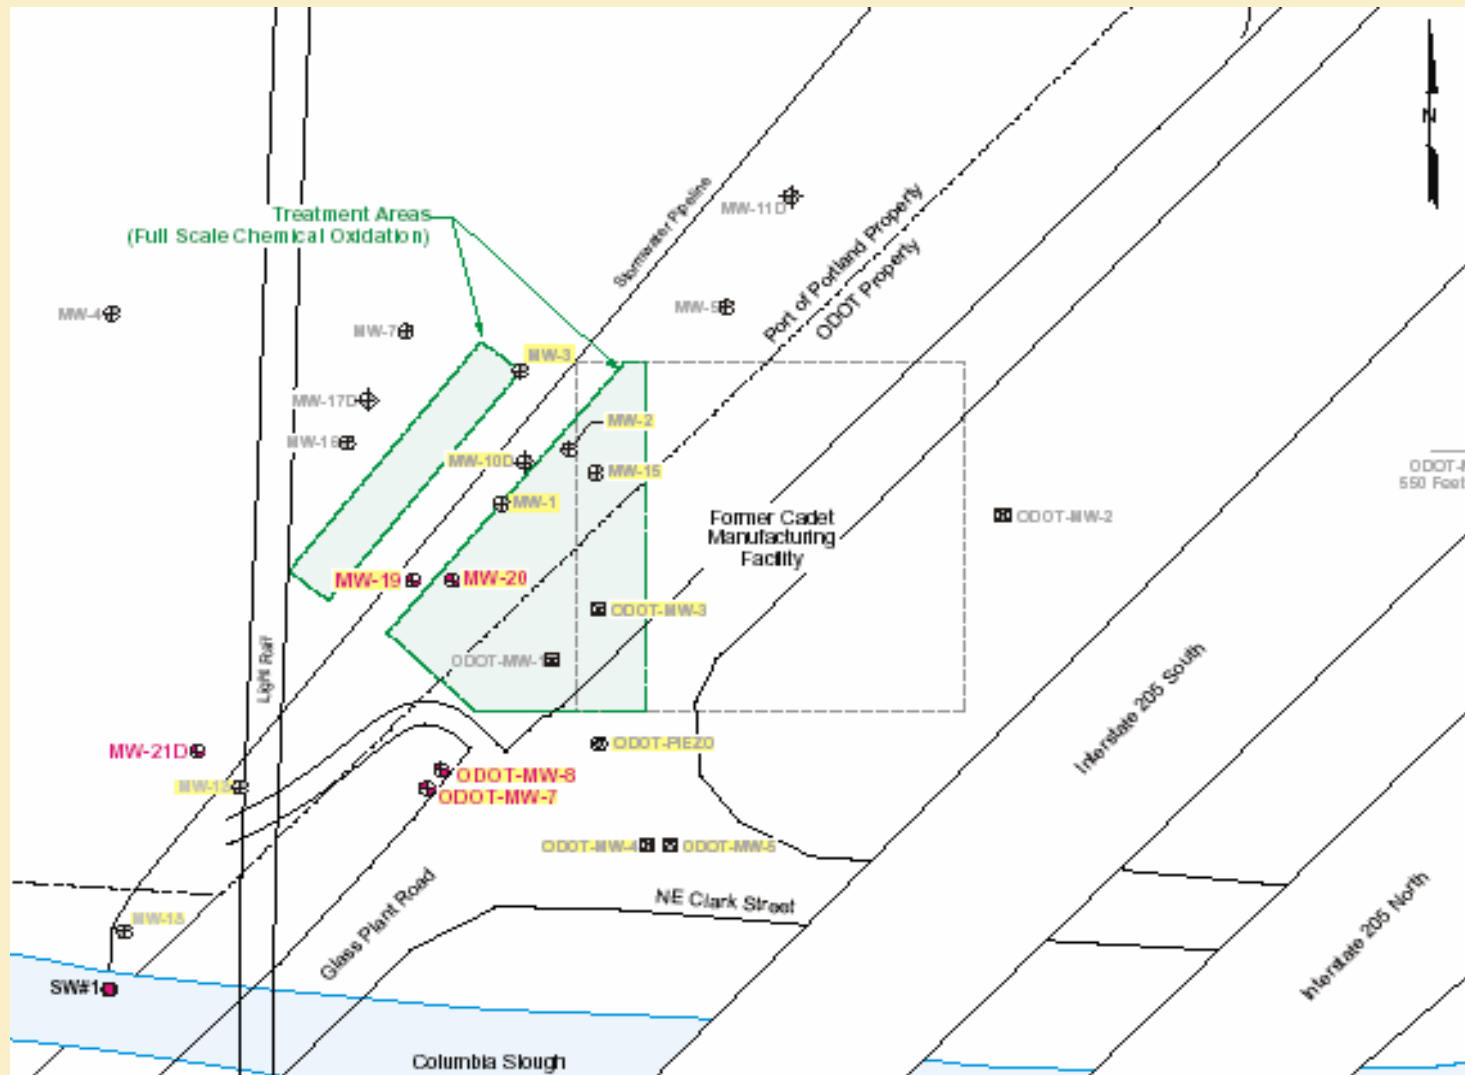 N
MW-11D
Stormwater Pipeline
Treatment Areas
(Full Scale Chemical Oxidation)
Port of Portland Property
ODOT Property
MW-4
MW-7
MW-3
MW-17D
MW-2
MW-10D
MW-15
MW-1
ODOT-MW-2
550 Feet
Former Cadet
Manufacturing
Facility
MW-19
MW-20
ODOT-MW-3
ODOT-MW-1
Light Rail
Interstate 205 South
MW-21D
ODOT-PIEZO
ODOT-MW-8
ODOT-MW-7
ODOT-MW-4
ODOT-MW-5
Glass Plant Road
NE Clark Street
Interstate 205 North
SW#1
Columbia Slough